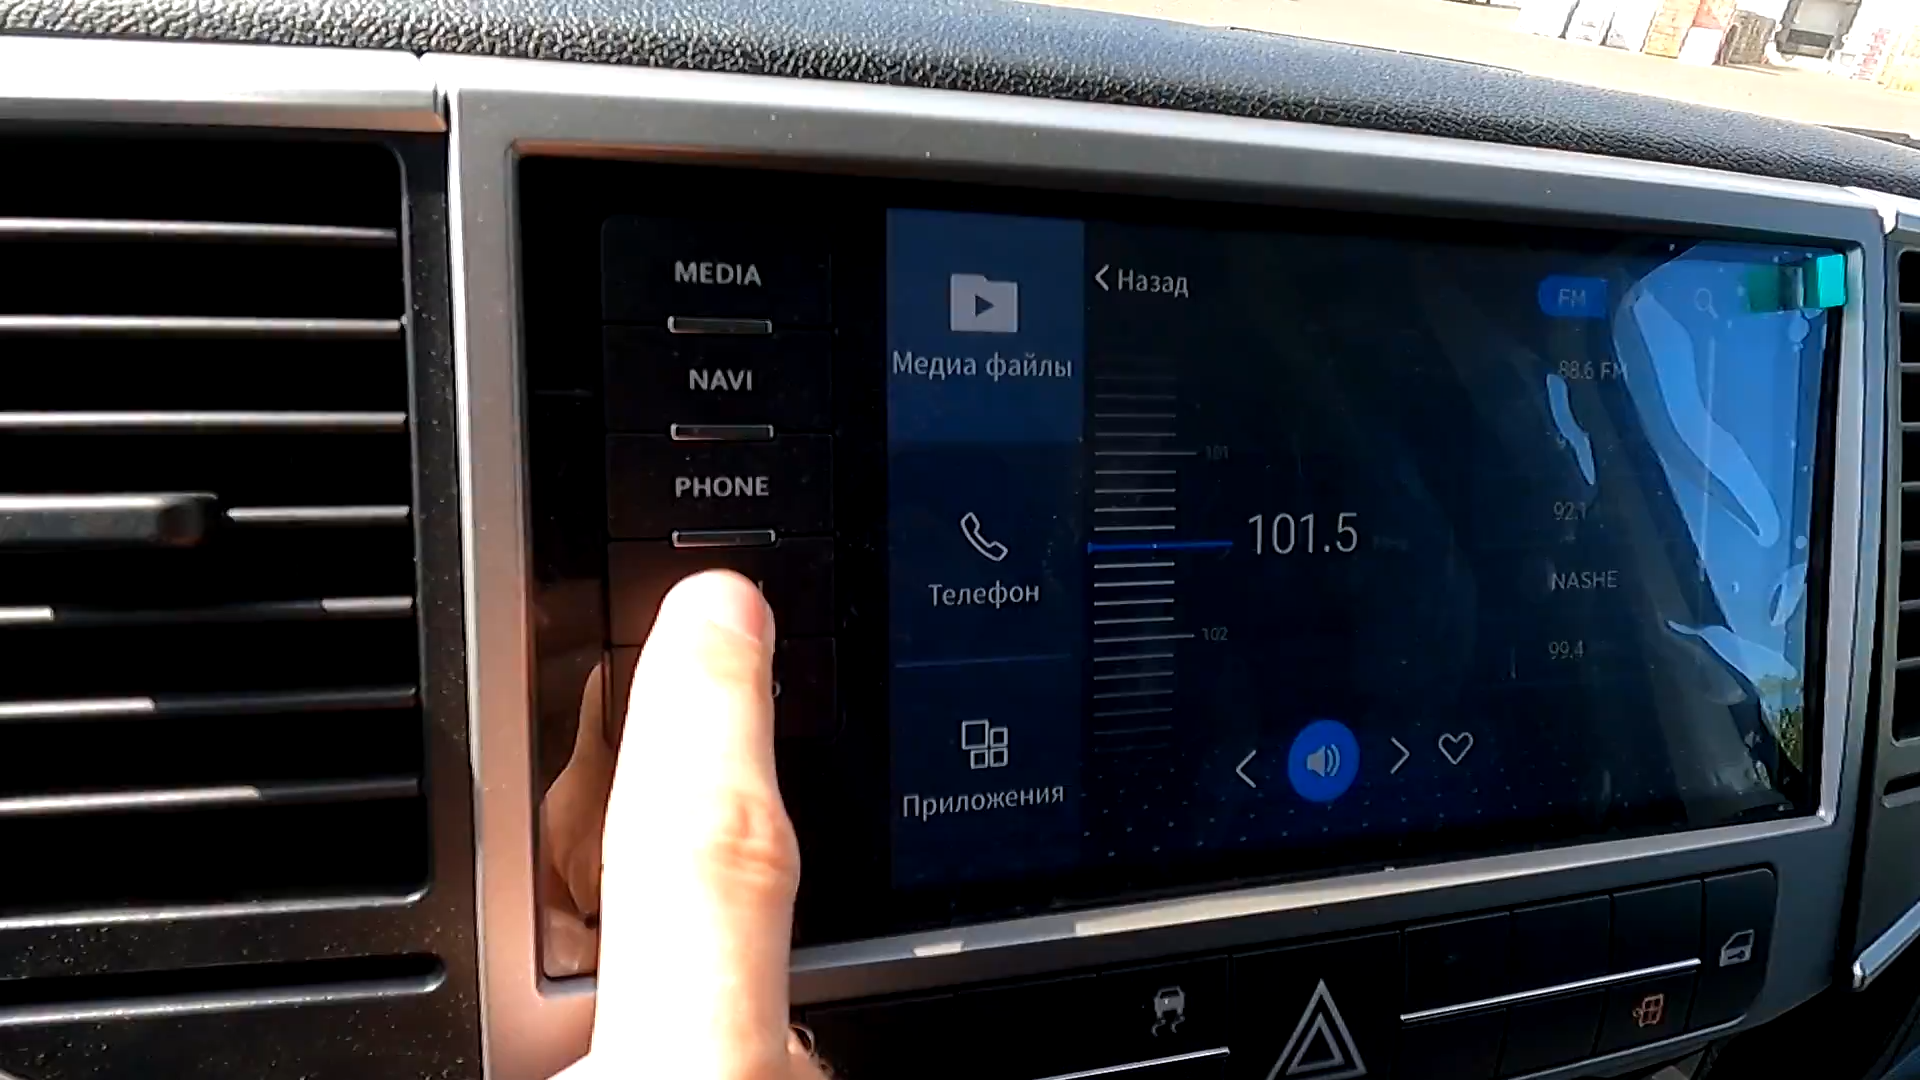 MEDIA
NAVI
PHONE
Медиа файлы
Телефон
Приложения
Назад
FM
101
101.5
102
88.6 FM
92.1
NASHE
99.4